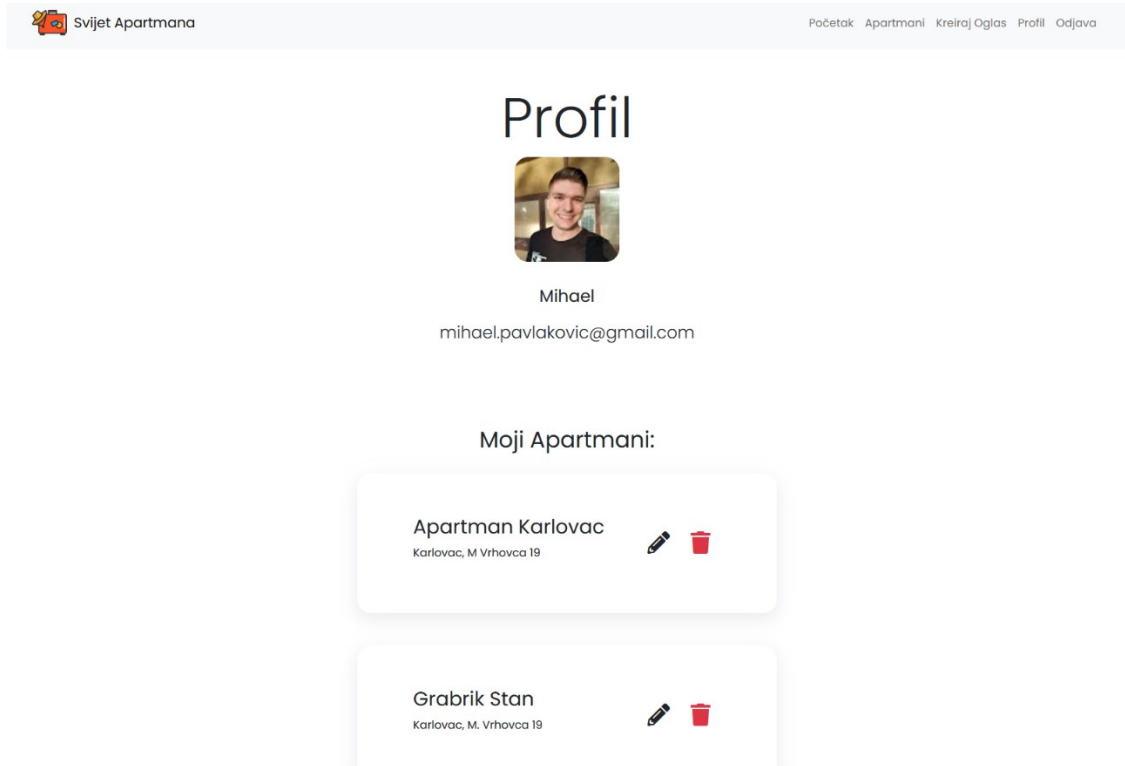 Svijet Apartmana
Početak Apartmani Kreiraj Oglas Profil Odjava
Profil
Mihael
mihael.pavlakovic@gmail.com
Moji Apartmani:
Apartman Karlovac
Karlovac, M Vrhovca 19
Grabrik Stan
Karlovac, M. Vrhovca 19